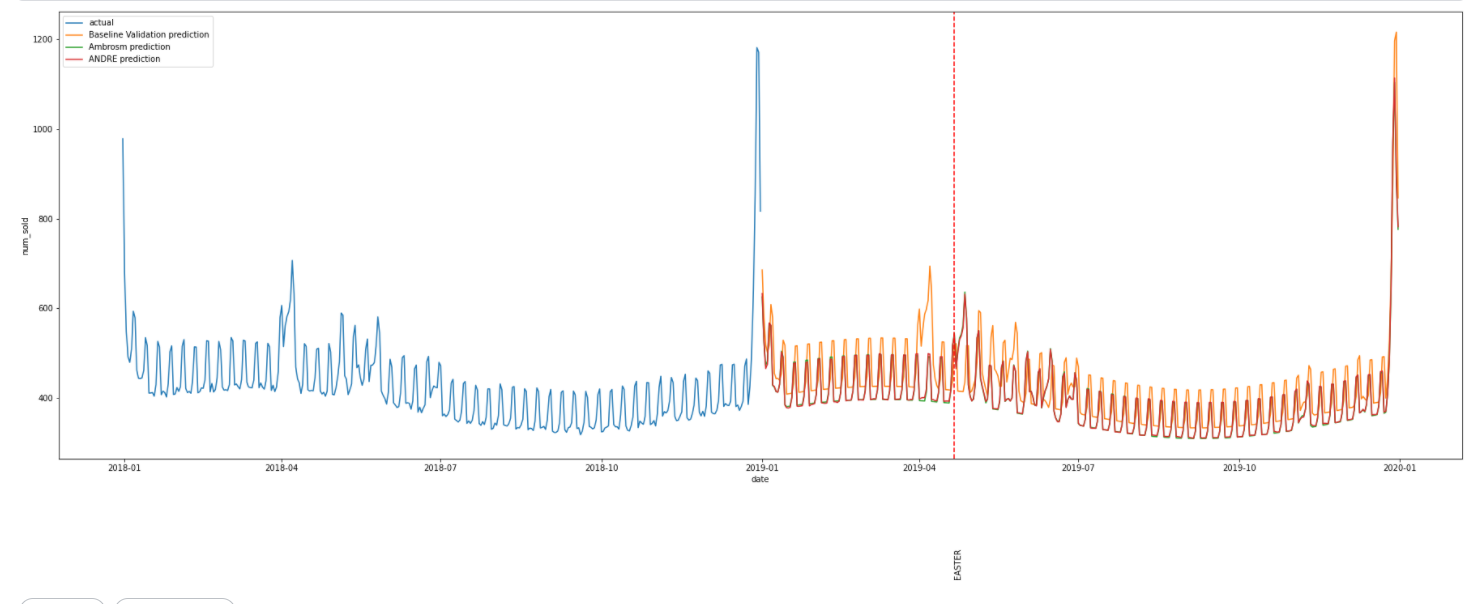 actual
Baseline Validation prediction
Ambrosm prediction
ANDRE prediction
1200
1000
800
600
400
num_sold
2018-01
2018-04
2018-07
2018-10
2019-01
2019-04
2019-07
2019-10
2020-01
date
EASTER